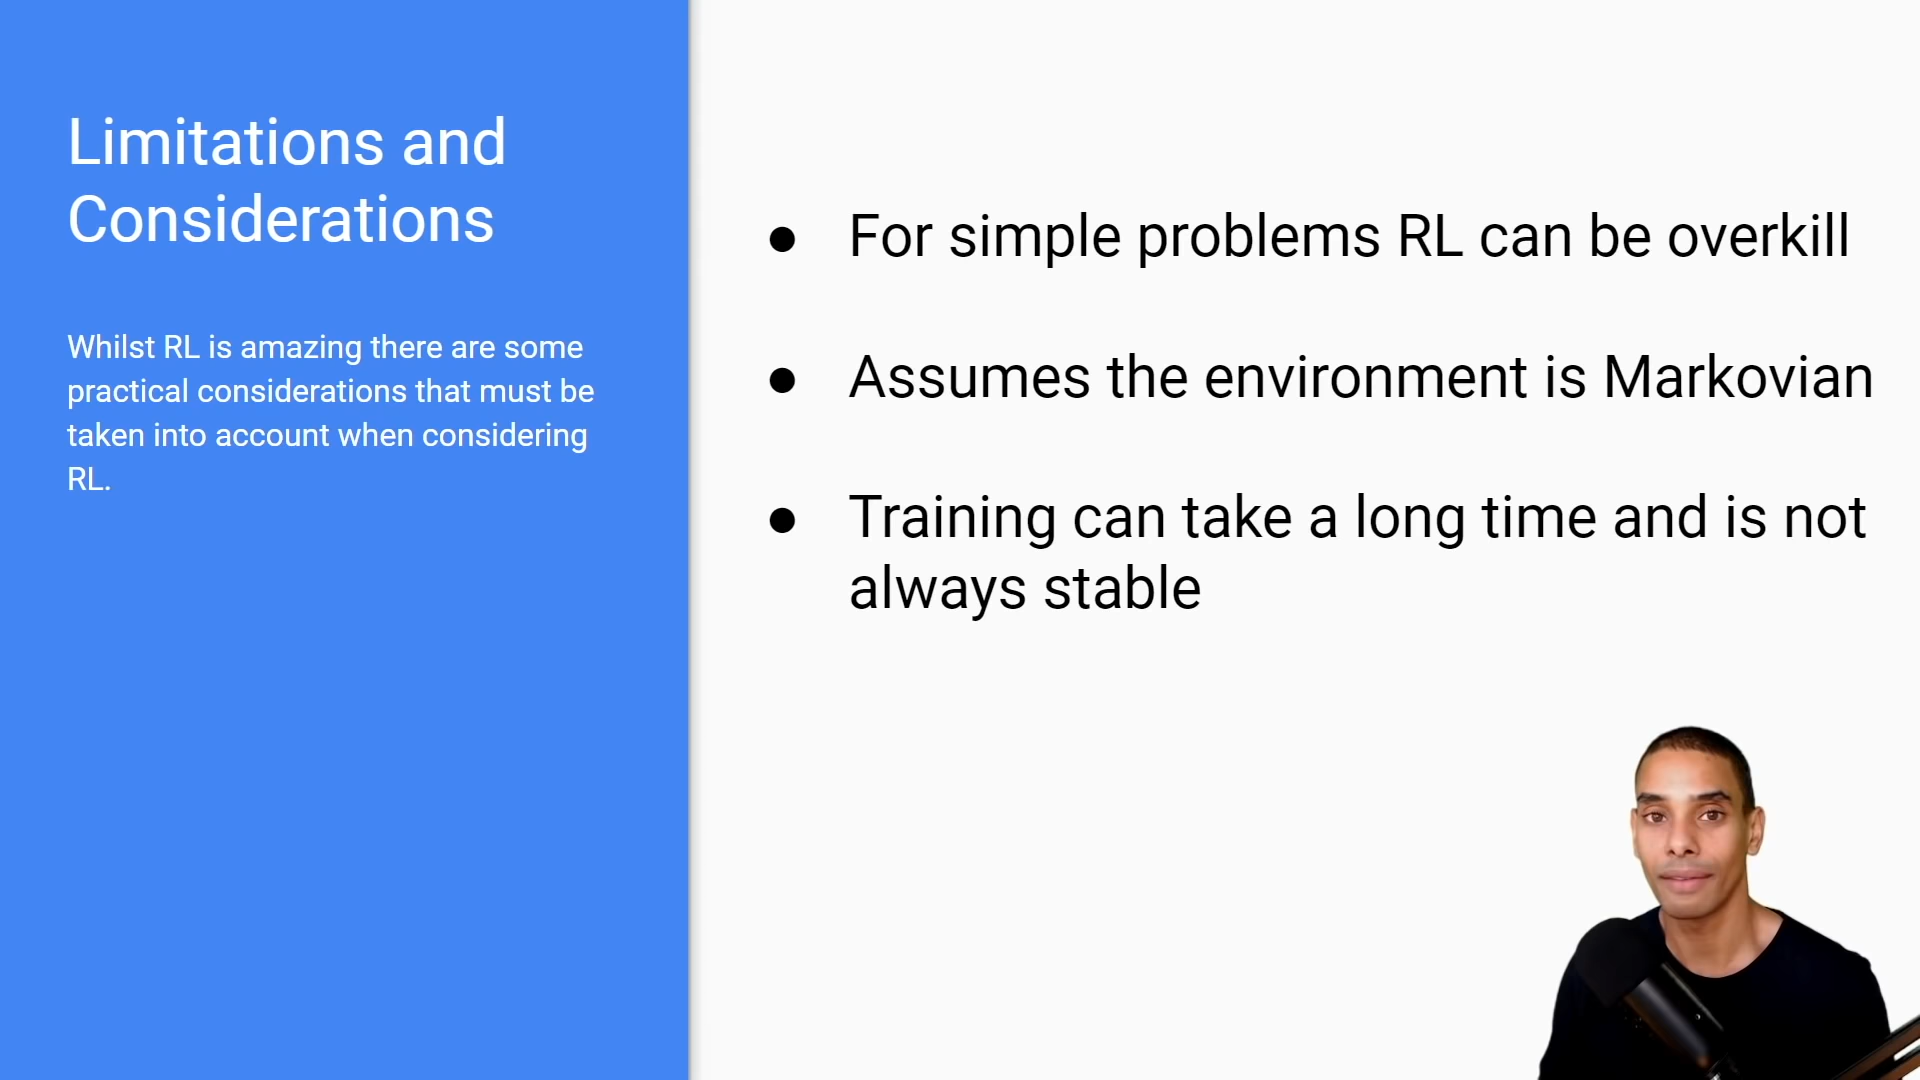 Limitations and
Considerations
Whilst RL is amazing there are some
practical considerations that must be
taken into account when considering
RL.
● For simple problems RL can be overkill
● Assumes the environment is Markovian
● Training can take a long time and is not
always stable